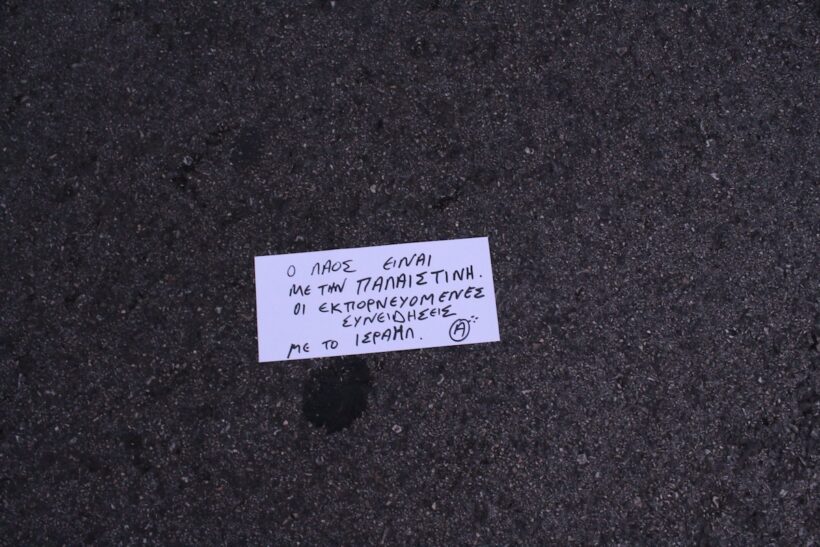 Ο ΛΑΟΣ ΕΙΝΑΙ
ΜΕ ΤΗΝ ΠΑΛΑΙΣΤΙΝΗ.
ΟΙ ΕΚΠΟΡΝΕΥΟΜΕΝΕΣ
ΣΥΝΕΙΔΗΣΕΙΣ
ΜΕ ΤΟ ΙΣΡΑΗΛ. Ⓐ